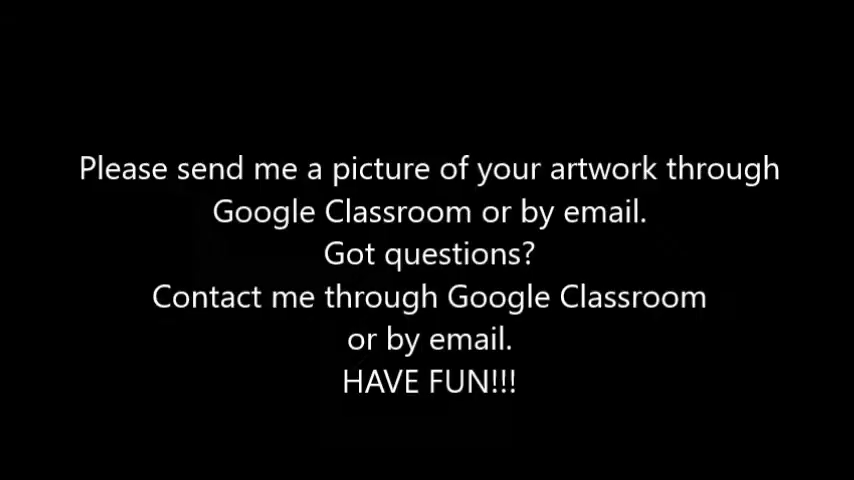 Please send me a picture of your artwork through
Google Classroom or by email.
Got questions?
Contact me through Google Classroom
or by email.
HAVE FUN!!!